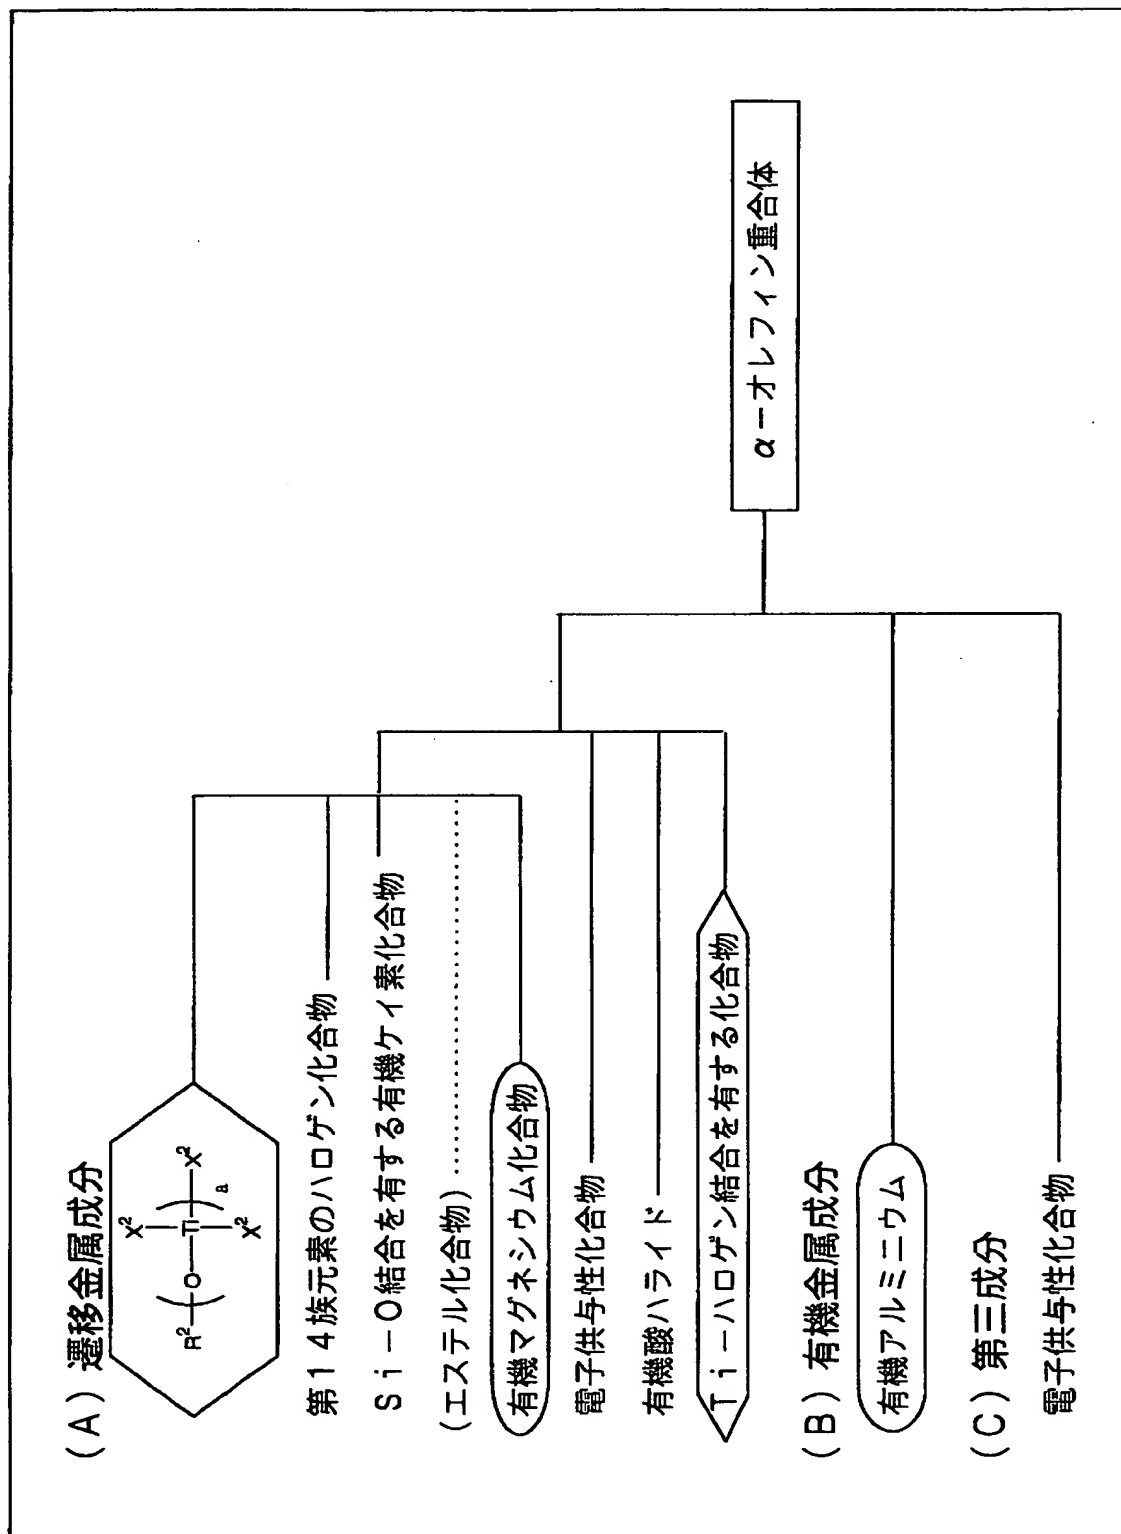 (A) 遷移金属成分
X²
R²─(─O─Ti─)ₐ─X²
X²
第14族元素のハロゲン化合物
Si－O結合を有する有機ケイ素化合物
(エステル化合物)
有機マグネシウム化合物
電子供与性化合物
有機酸ハライド
Ti－ハロゲン結合を有する化合物
(B) 有機金属成分
有機アルミニウム
(C) 第三成分
電子供与性化合物
α－オレフィン重合体